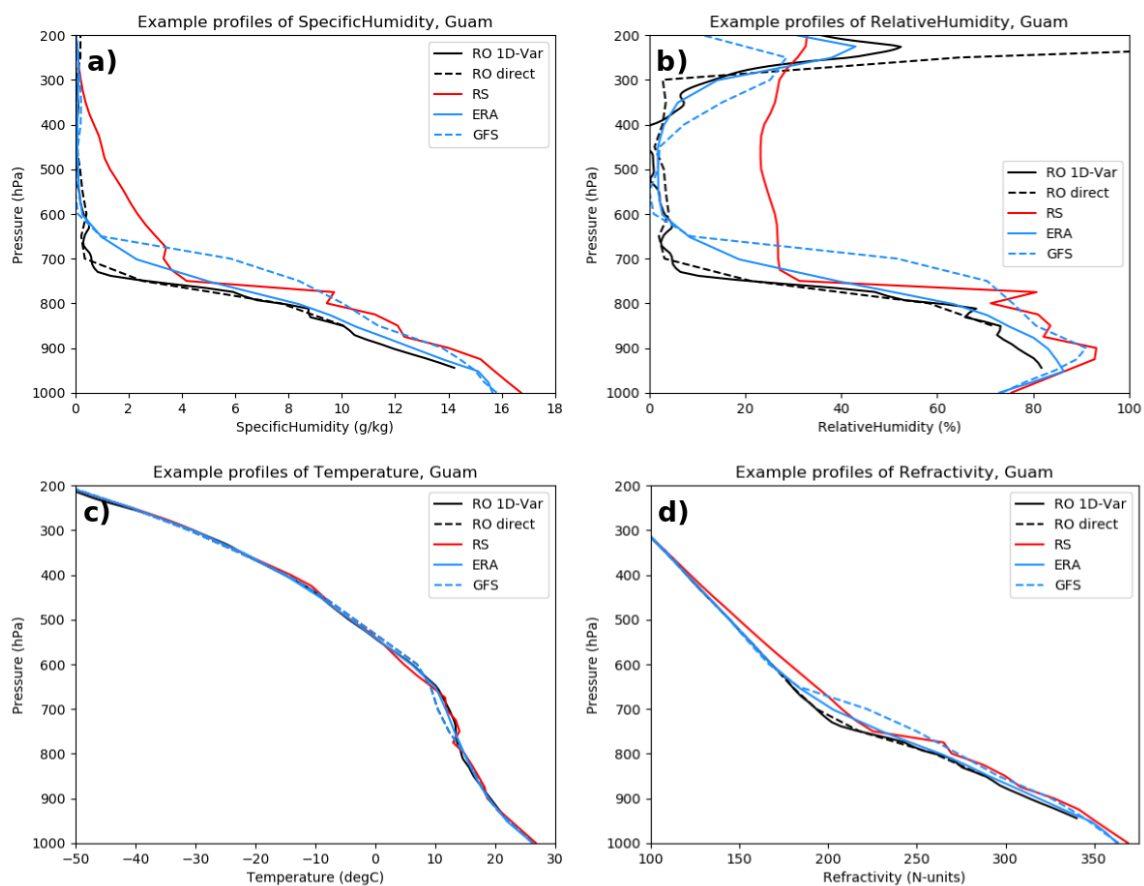 Example profiles of SpecificHumidity, Guam
a)
RO 1D-Var
RO direct
RS
ERA
GFS
Pressure (hPa)
200
300
400
500
600
700
800
900
1000
0 2 4 6 8 10 12 14 16 18
SpecificHumidity (g/kg)
Example profiles of RelativeHumidity, Guam
b)
RO 1D-Var
RO direct
RS
ERA
GFS
Pressure (hPa)
200
300
400
500
600
700
800
900
1000
0 20 40 60 80 100
RelativeHumidity (%)
Example profiles of Temperature, Guam
c)
RO 1D-Var
RO direct
RS
ERA
GFS
Pressure (hPa)
200
300
400
500
600
700
800
900
1000
−50 −40 −30 −20 −10 0 10 20 30
Temperature (degC)
Example profiles of Refractivity, Guam
d)
RO 1D-Var
RO direct
RS
ERA
GFS
Pressure (hPa)
200
300
400
500
600
700
800
900
1000
100 150 200 250 300 350
Refractivity (N-units)